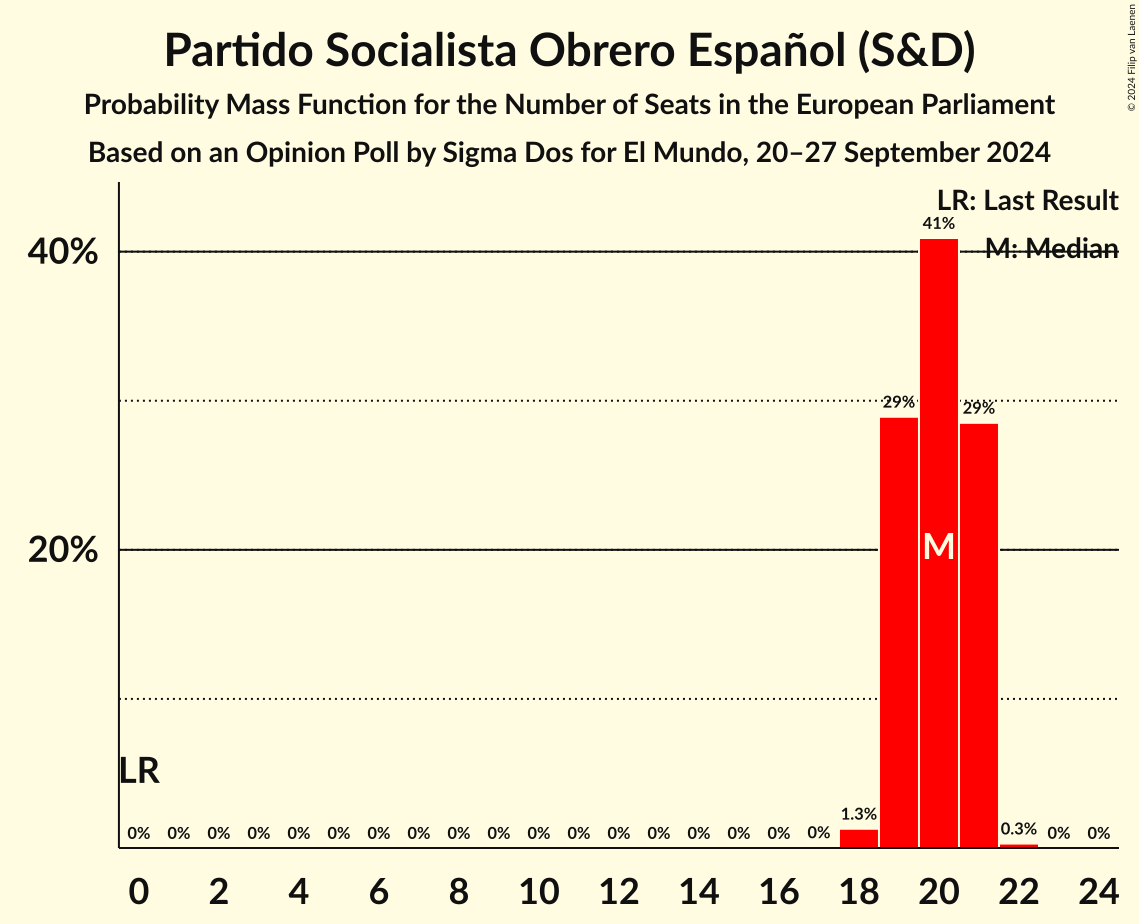 Partido Socialista Obrero Español (S&D)
Probability Mass Function for the Number of Seats in the European Parliament
Based on an Opinion Poll by Sigma Dos for El Mundo, 20–27 September 2024
© 2024 Filip van Laenen
LR: Last Result
M: Median
40%
20%
41%
29%
29%
M
LR
0% 0% 0% 0% 0% 0% 0% 0% 0% 0% 0% 0% 0% 0% 0% 0% 0% 0% 1.3% 0.3% 0% 0%
0 2 4 6 8 10 12 14 16 18 20 22 24